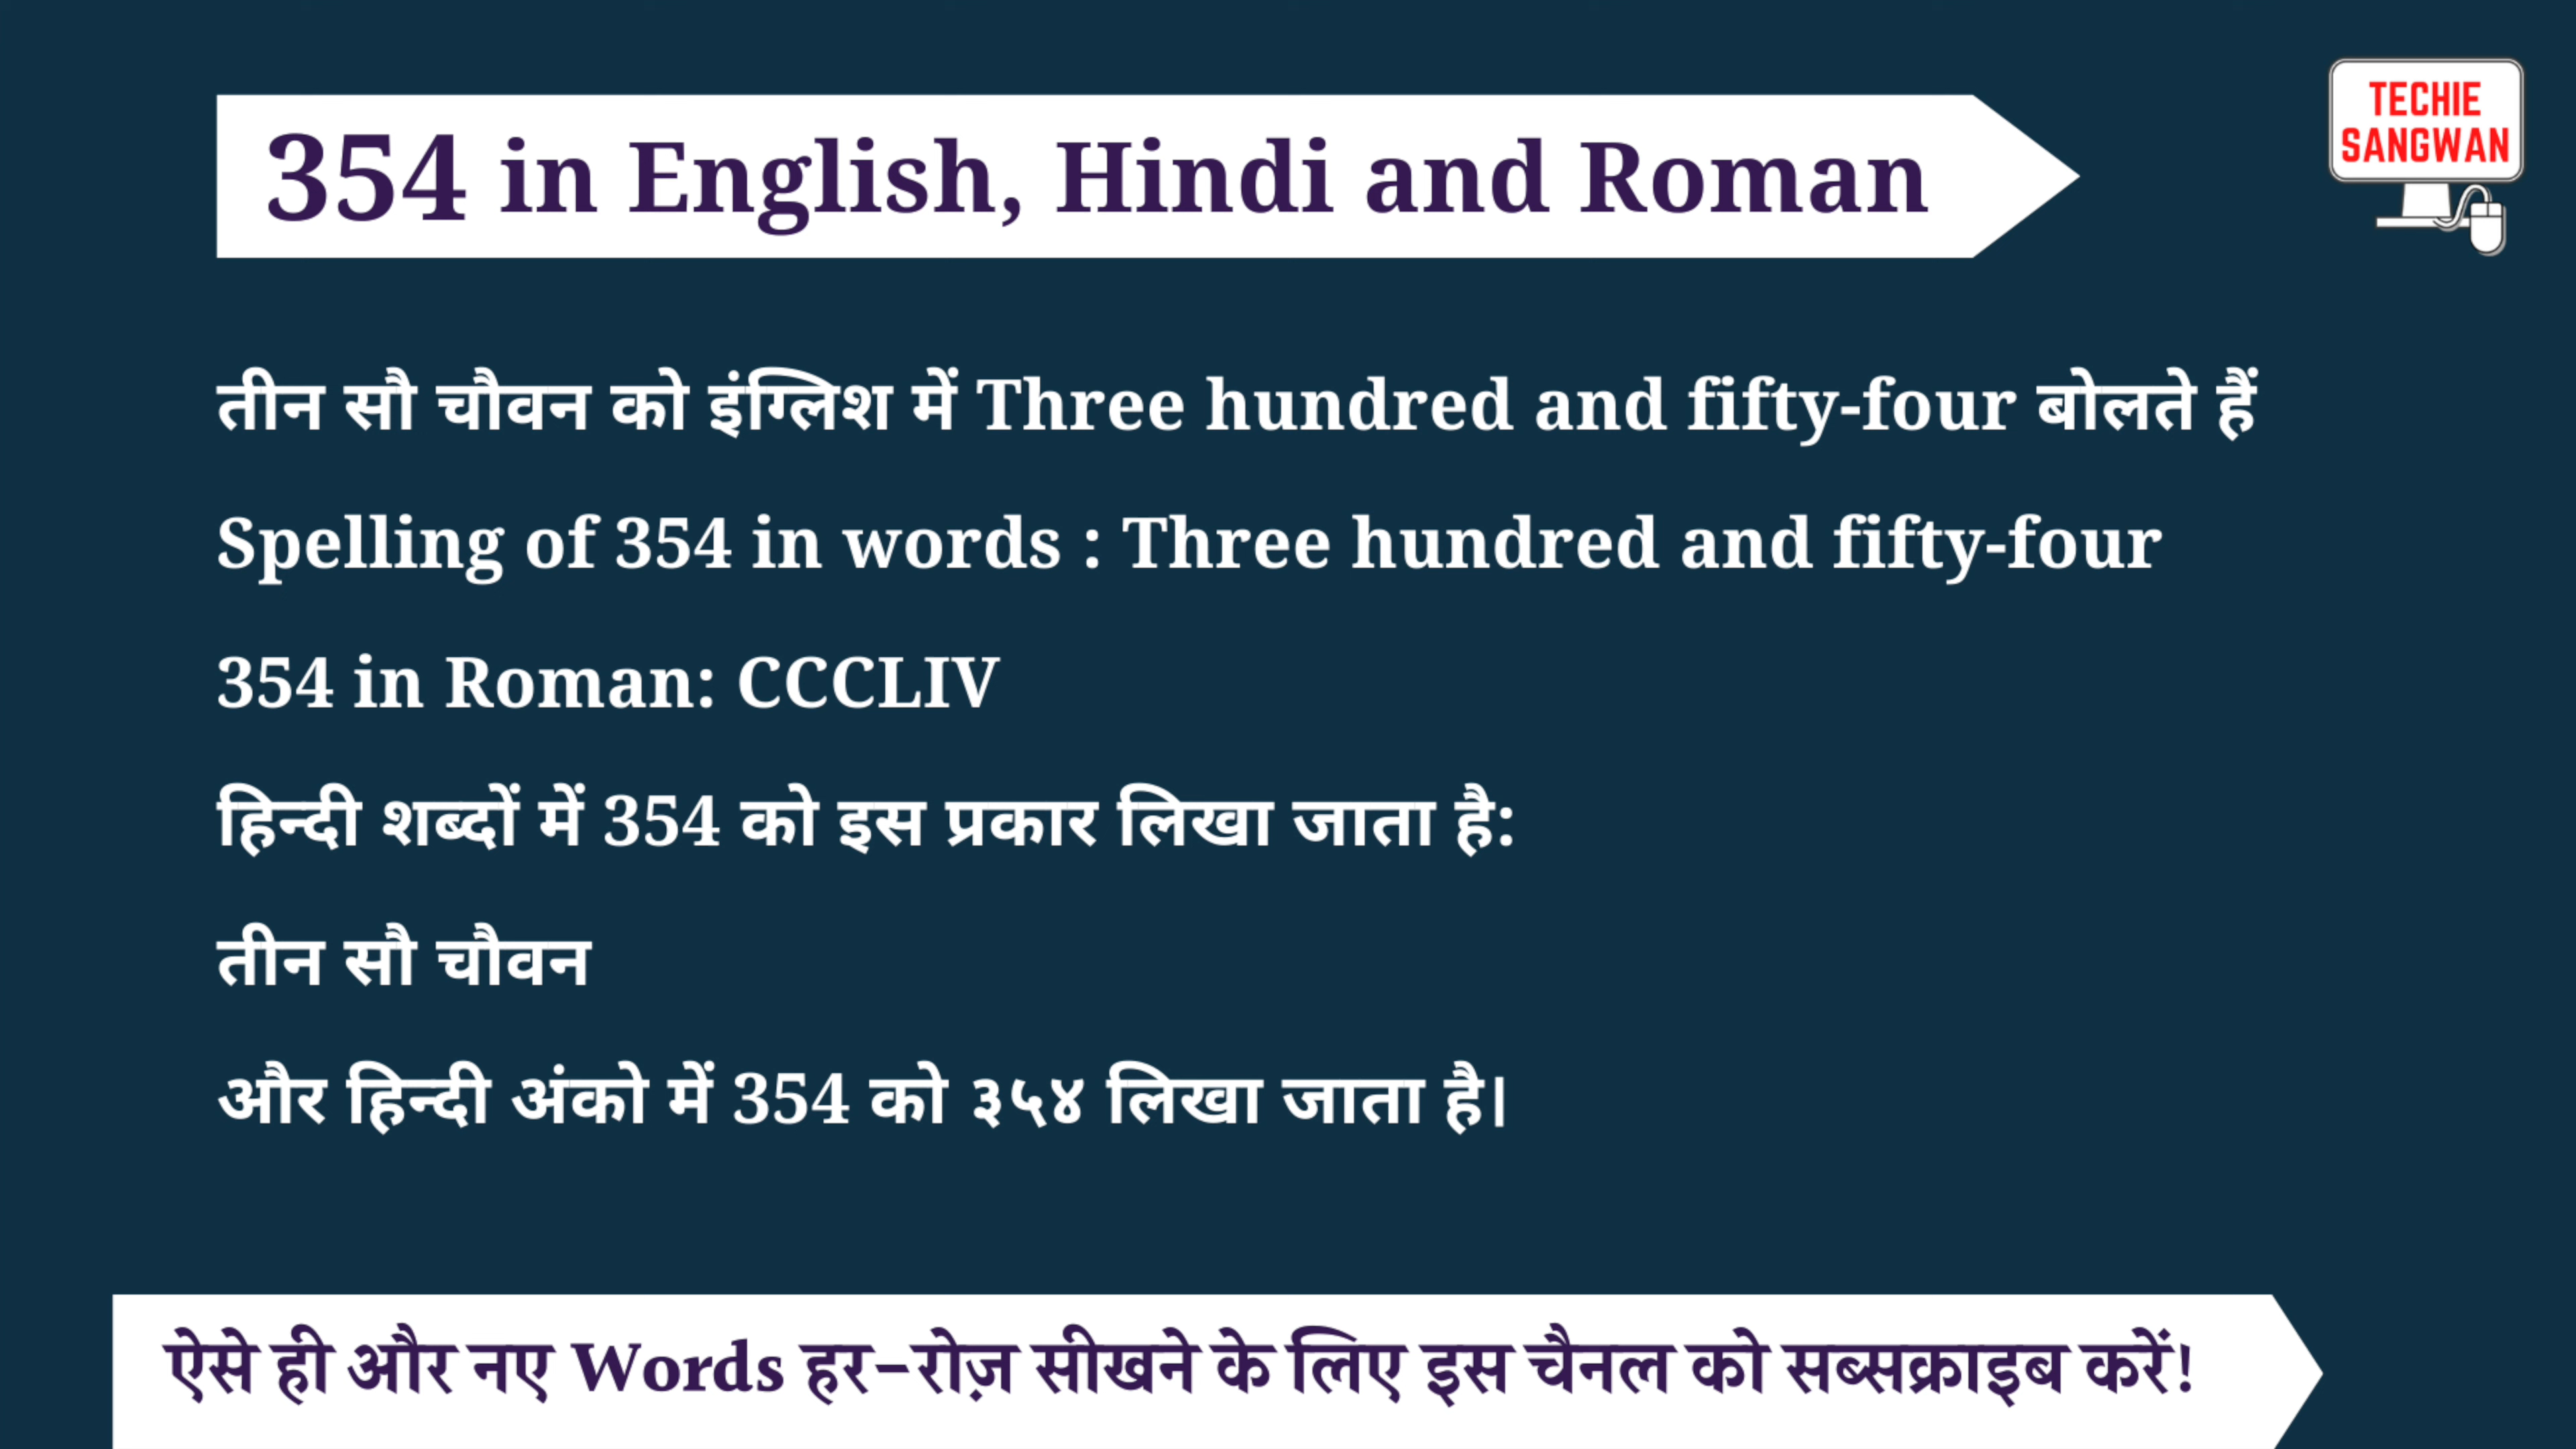 354 in English, Hindi and Roman
TECHIE
SANGWAN
तीन सौ चौवन को इंग्लिश में Three hundred and fifty-four बोलते हैं
Spelling of 354 in words : Three hundred and fifty-four
354 in Roman: CCCLIV
हिन्दी शब्दों में 354 को इस प्रकार लिखा जाता है:
तीन सौ चौवन
और हिन्दी अंको में 354 को ३५४ लिखा जाता है।
ऐसे ही और नए Words हर-रोज़ सीखने के लिए इस चैनल को सब्सक्राइब करें!